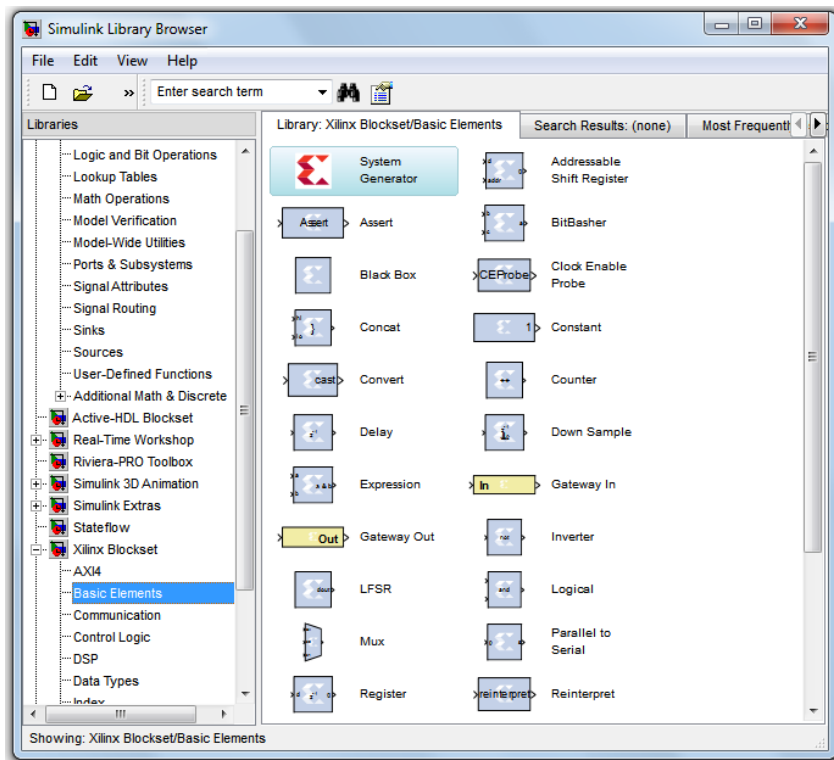 Simulink Library Browser
File Edit View Help
» Enter search term
Libraries
Library: Xilinx Blockset/Basic Elements
Search Results: (none)
Most Frequently
Logic and Bit Operations
Lookup Tables
Math Operations
Model Verification
Model-Wide Utilities
Ports & Subsystems
Signal Attributes
Signal Routing
Sinks
Sources
User-Defined Functions
Additional Math & Discrete
Active-HDL Blockset
Real-Time Workshop
Riviera-PRO Toolbox
Simulink 3D Animation
Simulink Extras
Stateflow
Xilinx Blockset
AXI4
Basic Elements
Communication
Control Logic
DSP
Data Types
Index
System
Generator
addr
Addressable
Shift Register
Assert
Assert
BitBasher
Black Box
CEProbe
Clock Enable
Probe
Concat
1
Constant
cast
Convert
Counter
Delay
Down Sample
Expression
In
Gateway In
Out
Gateway Out
Inverter
LFSR
and
Logical
Mux
Parallel to
Serial
Register
reinterpret
Reinterpret
Showing: Xilinx Blockset/Basic Elements